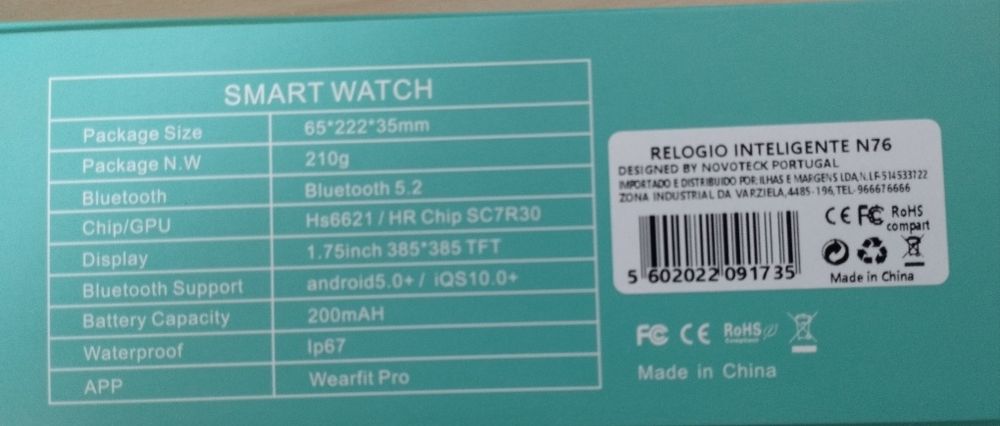 SMART WATCH
Package Size 65*222*35mm
Package N.W 210g
Bluetooth Bluetooth 5.2
Chip/GPU Hs6621 / HR Chip SC7R30
Display 1.75inch 385*385 TFT
Bluetooth Support android5.0+ / iQS10.0+
Battery Capacity 200mAH
Waterproof Ip67
APP Wearfit Pro
RELOGIO INTELIGENTE N76
DESIGNED BY NOVOTECK PORTUGAL
IMPORTADO E DISTRIBUIDO POR: ILHAS E MARGENS LDA, N.I.F-514533122
ZONA INDUSTRIAL DA VARZIELA, 4485-196, TEL-966676666
CE FC RoHS
compart
5 602022 091735
Made in China
FC CE RoHS
Compliant
Made in China